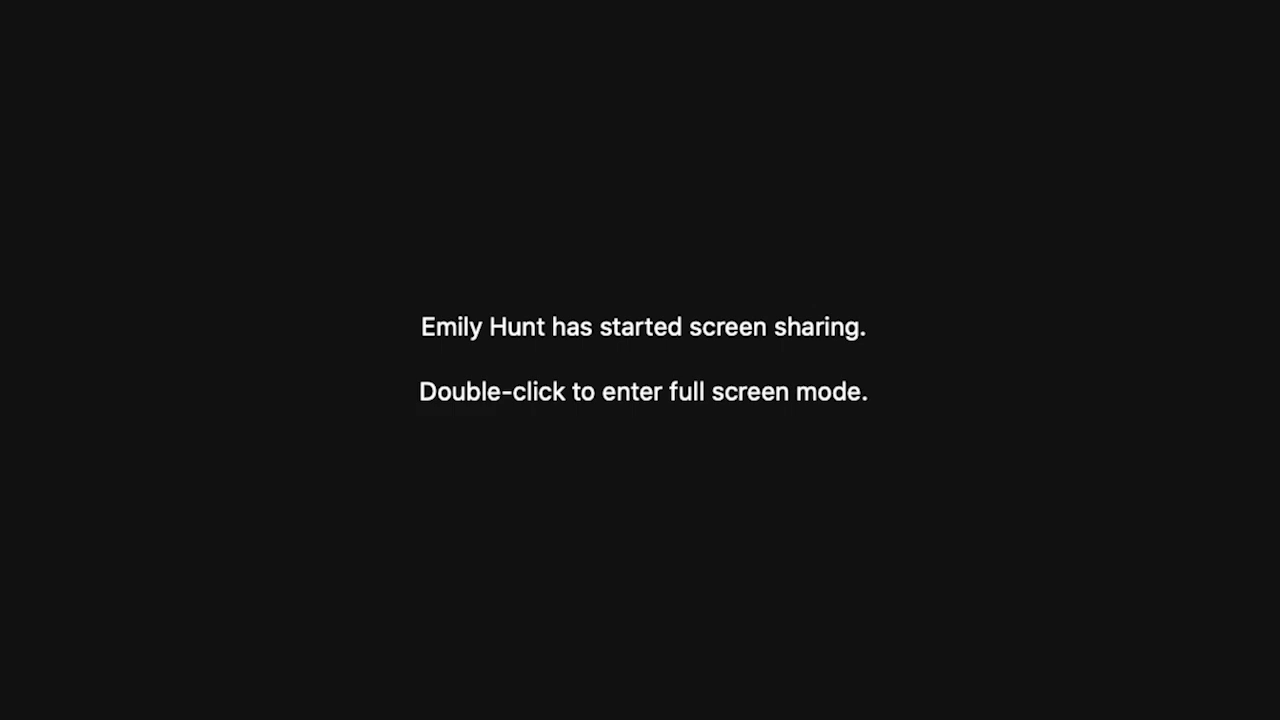 Emily Hunt has started screen sharing.
Double-click to enter full screen mode.